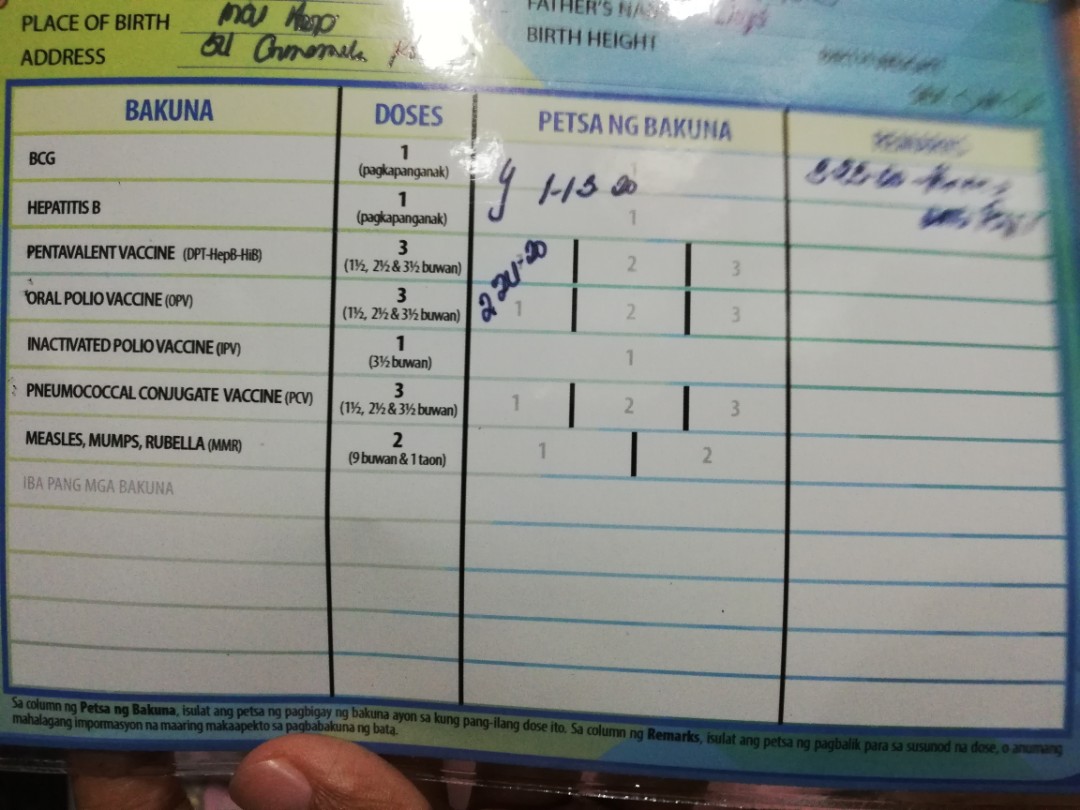 PLACE OF BIRTH
FATHER'S NA
ADDRESS
BIRTH HEIGHT
BAKUNA DOSES PETSA NG BAKUNA
BCG 1 (pagkapanganak) 1
1-13 20
HEPATITIS B 1 (pagkapanganak) 1
PENTAVALENT VACCINE (DPT-HepB-HiB) 3 (1½, 2½ & 3½ buwan) 2 24-20 2 3
ORAL POLIO VACCINE (OPV) 3 (1½, 2½ & 3½ buwan) 1 2 3
INACTIVATED POLIO VACCINE (IPV) 1 (3½ buwan) 1
PNEUMOCOCCAL CONJUGATE VACCINE (PCV) 3 (1½, 2½ & 3½ buwan) 1 2 3
MEASLES, MUMPS, RUBELLA (MMR) 2 (9 buwan & 1 taon) 1 2
IBA PANG MGA BAKUNA
Sa column ng Petsa ng Bakuna, isulat ang petsa ng pagbigay ng bakuna ayon sa kung pang-ilang dose ito. Sa column ng Remarks, isulat ang petsa ng pagbalik para sa susunod na dose, o anumang
mahalagang impormasyon na maaring makaapekto sa pagbabakuna ng bata.